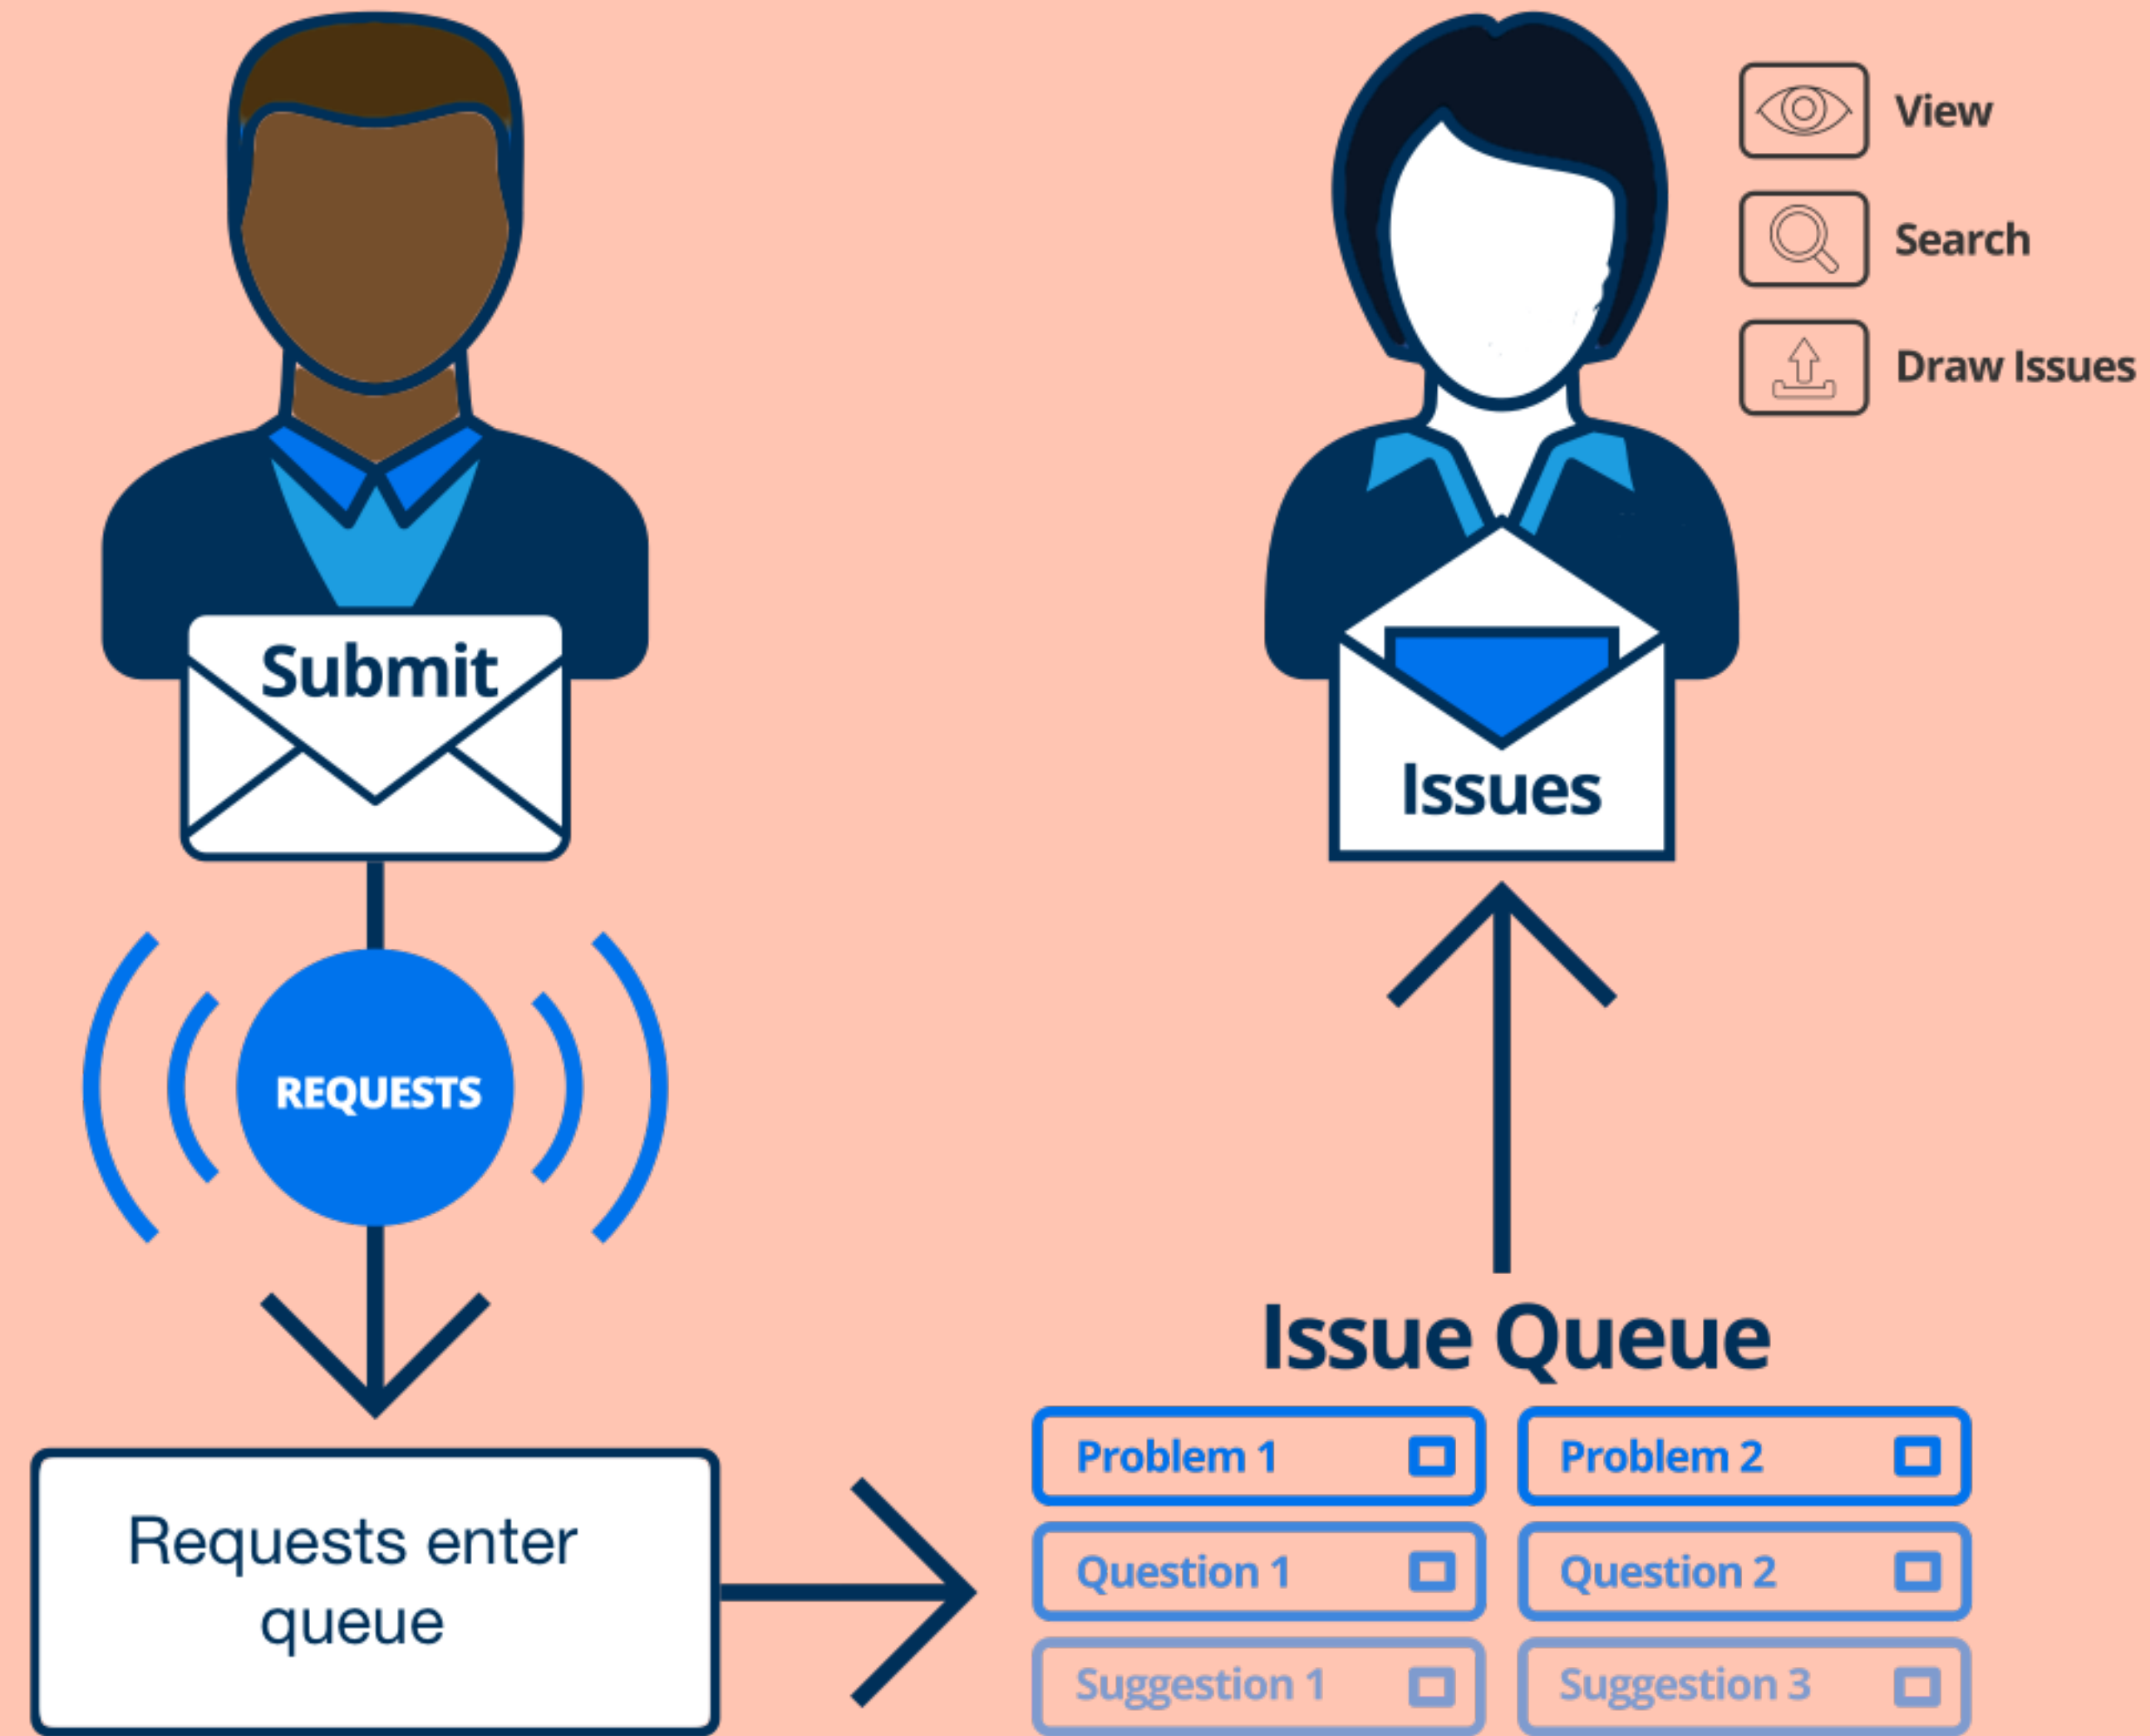 View
Search
Draw Issues
Submit
Issues
REQUESTS
Requests enter
queue
Issue Queue
Problem 1
Problem 2
Question 1
Question 2
Suggestion 1
Suggestion 3